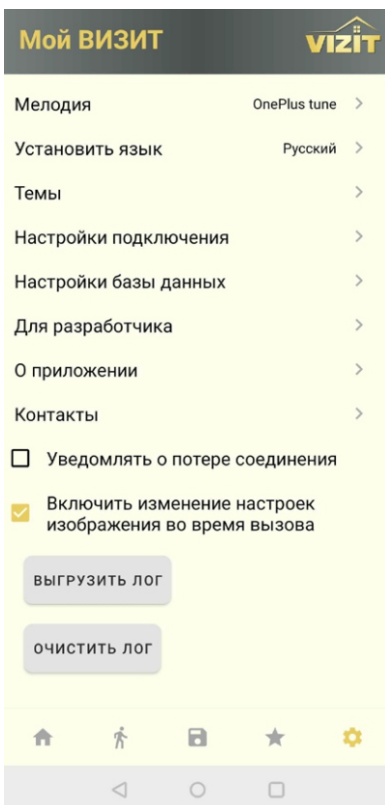 Мой ВИЗИТ
VIZIT
Мелодия OnePlus tune
Установить язык Русский
Темы
Настройки подключения
Настройки базы данных
Для разработчика
О приложении
Контакты
Уведомлять о потере соединения
Включить изменение настроек
изображения во время вызова
ВЫГРУЗИТЬ ЛОГ
ОЧИСТИТЬ ЛОГ